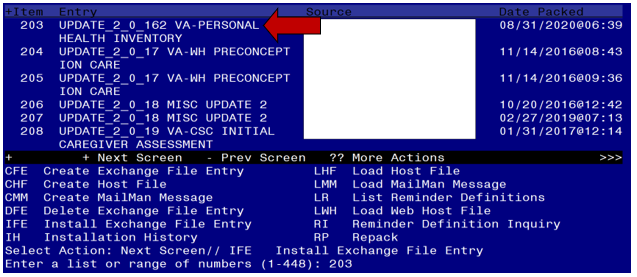 +Item  Entry  Source  Date Packed
203  UPDATE_2_0_162 VA-PERSONAL  08/31/2020@06:39
HEALTH INVENTORY
204  UPDATE_2_0_17 VA-WH PRECONCEPT  11/14/2016@08:43
ION CARE
205  UPDATE_2_0_17 VA-WH PRECONCEPT  11/14/2016@09:36
ION CARE
206  UPDATE_2_0_18 MISC UPDATE 2  10/20/2016@12:42
207  UPDATE_2_0_18 MISC UPDATE 2  02/27/2019@07:13
208  UPDATE_2_0_19 VA-CSC INITIAL  01/31/2017@12:14
CAREGIVER ASSESSMENT
+  + Next Screen  - Prev Screen  ?? More Actions  >>>
CFE  Create Exchange File Entry  LHF  Load Host File
CHF  Create Host File  LMM  Load MailMan Message
CMM  Create MailMan Message  LR  List Reminder Definitions
DFE  Delete Exchange File Entry  LWH  Load Web Host File
IFE  Install Exchange File Entry  RI  Reminder Definition Inquiry
IH  Installation History  RP  Repack
Select Action: Next Screen// IFE  Install Exchange File Entry
Enter a list or range of numbers (1-448): 203